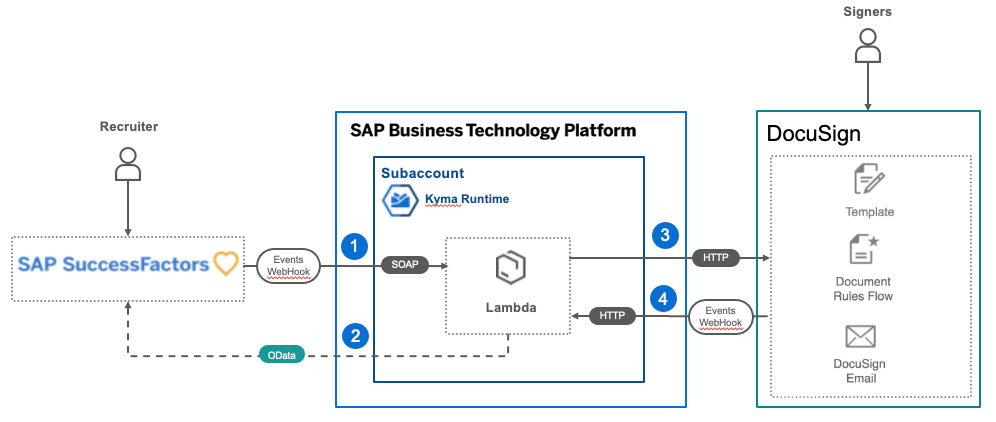 Signers
Recruiter
SAP Business Technology Platform
DocuSign
Subaccount
Kyma Runtime
Template
1
3
SAP SuccessFactors
Events
WebHook
SOAP
HTTP
Lambda
Document
Rules Flow
2
4
HTTP
Events
WebHook
OData
DocuSign
Email